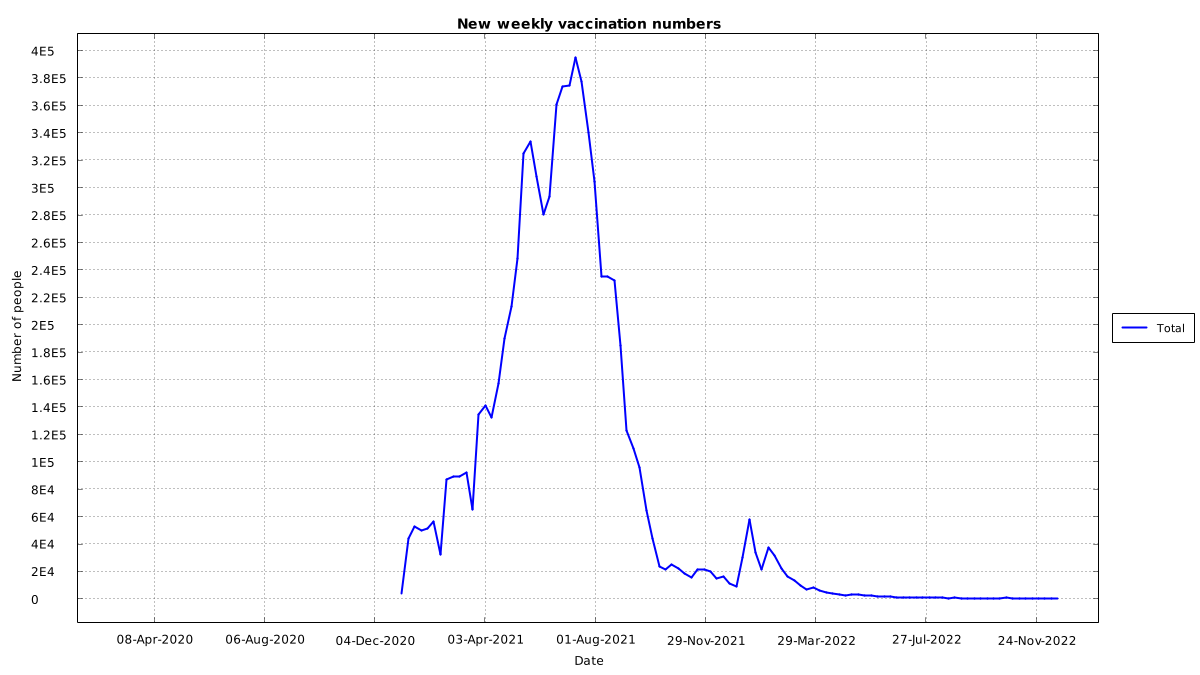 New weekly vaccination numbers
4E5
3.8E5
3.6E5
3.4E5
3.2E5
3E5
2.8E5
2.6E5
2.4E5
2.2E5
2E5
1.8E5
1.6E5
1.4E5
1.2E5
1E5
8E4
6E4
4E4
2E4
0
Number of people
Total
08-Apr-2020 06-Aug-2020 04-Dec-2020 03-Apr-2021 01-Aug-2021 29-Nov-2021 29-Mar-2022 27-Jul-2022 24-Nov-2022
Date